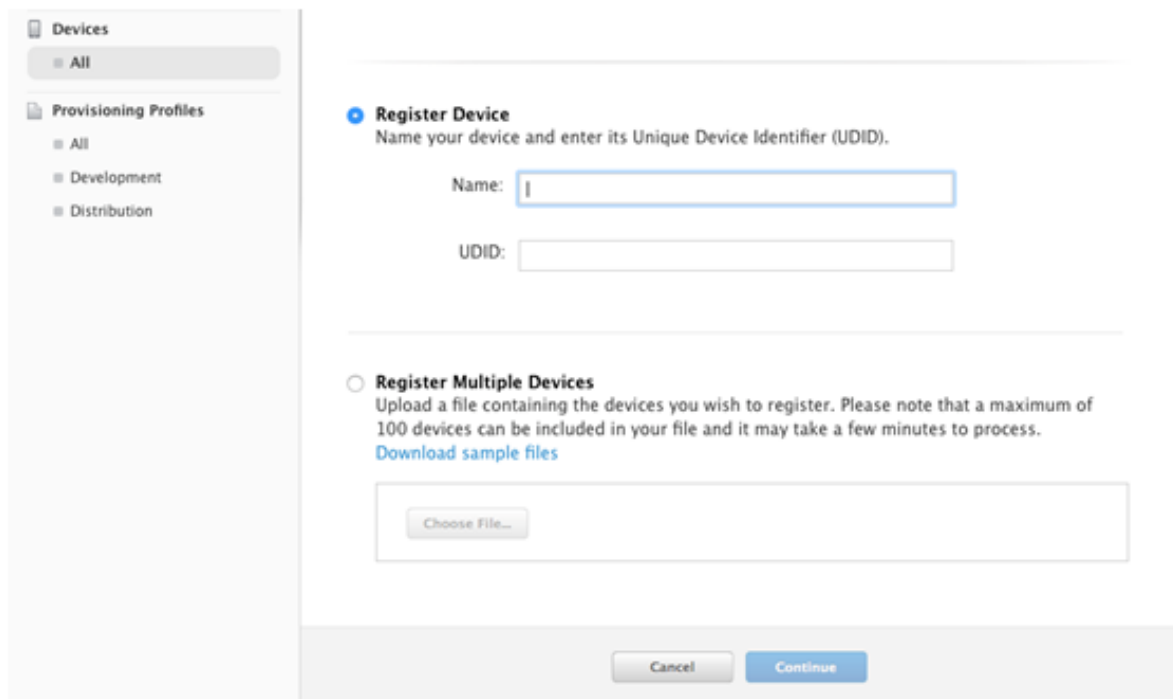 Devices
All
Provisioning Profiles
All
Development
Distribution
Register Device
Name your device and enter its Unique Device Identifier (UDID).
Name:
UDID:
Register Multiple Devices
Upload a file containing the devices you wish to register. Please note that a maximum of
100 devices can be included in your file and it may take a few minutes to process.
Download sample files
Choose File...
Cancel
Continue